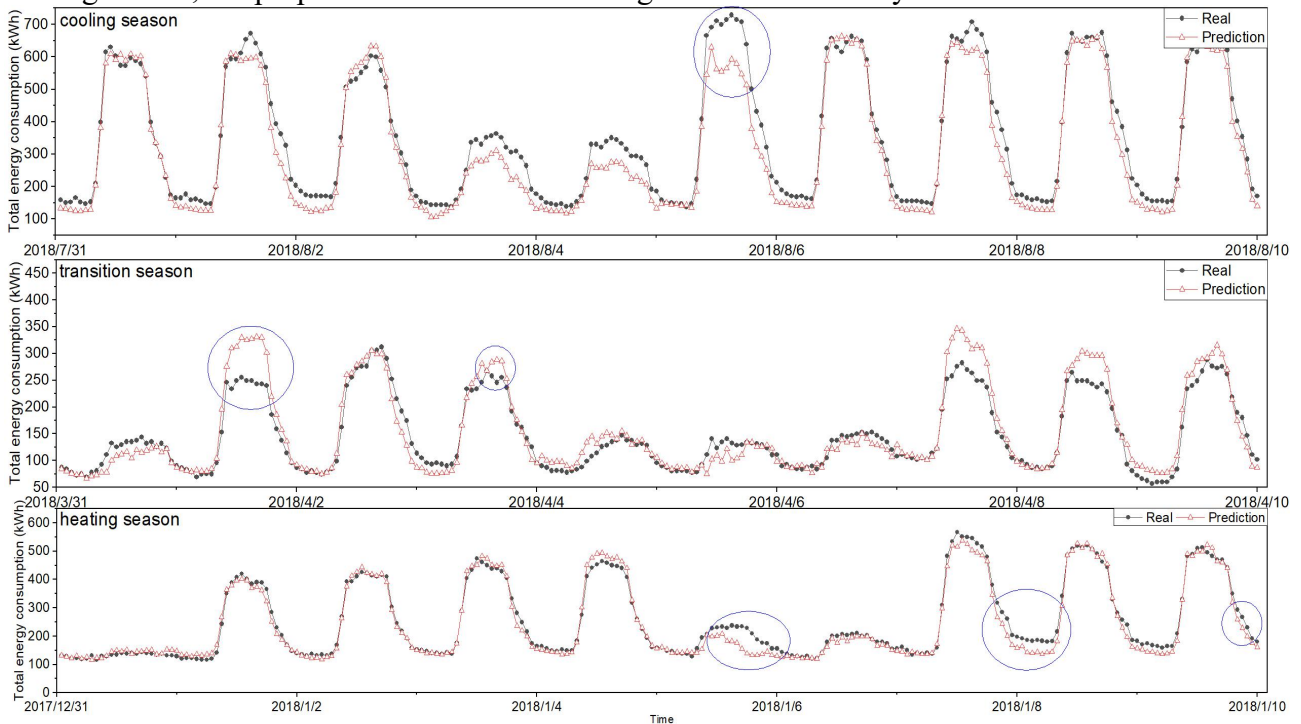 cooling season
Real
Prediction
Total energy consumption (kWh)
700
600
500
400
300
200
100
2018/7/31 2018/8/2 2018/8/4 2018/8/6 2018/8/8 2018/8/10
transition season
Real
Prediction
Total energy consumption (kWh)
450
400
350
300
250
200
150
100
50
2018/3/31 2018/4/2 2018/4/4 2018/4/6 2018/4/8 2018/4/10
heating season
Real Prediction
Total energy consumption (kWh)
600
500
400
300
200
100
0
2017/12/31 2018/1/2 2018/1/4 2018/1/6 2018/1/8 2018/1/10
Time